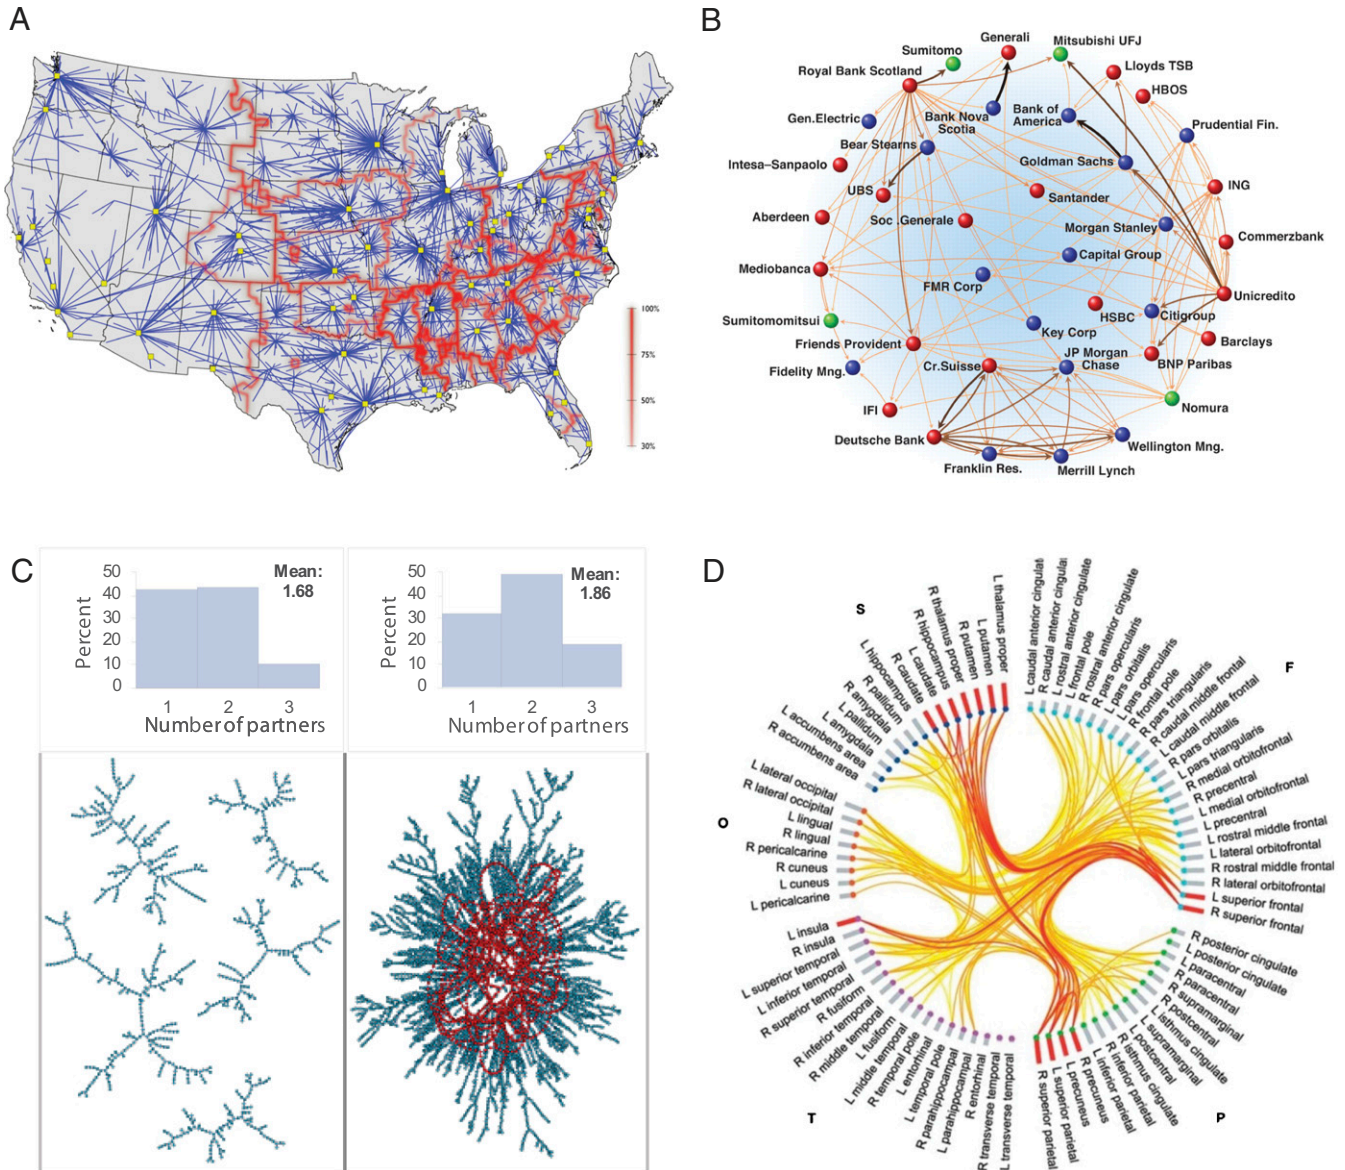 A
100%
75%
50%
30%
B
Generali
Mitsubishi UFJ
Sumitomo
Lloyds TSB
Royal Bank Scotland
HBOS
Gen.Electric
Bank Nova
Scotia
Bank of
America
Prudential Fin.
Bear Stearns
Goldman Sachs
Intesa–Sanpaolo
UBS
Santander
ING
Aberdeen
Soc .Generale
Morgan Stanley
Commerzbank
Capital Group
Mediobanca
FMR Corp
Unicredito
HSBC
Citigroup
Sumitomomitsui
Key Corp
Friends Provident
Barclays
JP Morgan
Chase
BNP Paribas
Cr.Suisse
Fidelity Mng.
IFI
Nomura
Deutsche Bank
Wellington Mng.
Franklin Res.
Merrill Lynch
C
50
40
30
20
10
0
Percent
Mean:
1.68
1 2 3
Number of partners
50
40
30
20
10
0
Percent
Mean:
1.86
1 2 3
Number of partners
D
S
L thalamus proper
L putamen
R putamen
R thalamus proper
R hippocampus
L caudate
R caudate
L hippocampus
R pallidum
R amygdala
L pallidum
L amygdala
L accumbens area
R accumbens area
F
L caudal anterior cingulat
R caudal anterior cingulat
L rostral anterior cingulate
L frontal pole
R rostral anterior cingulate
R pars opercularis
L pars orbitalis
L pars opercularis
R frontal pole
R pars triangularis
R caudal middle frontal
L caudal middle frontal
R pars orbitalis
L pars triangularis
R medial orbitofrontal
R precentral
L medial orbitofrontal
L precentral
L rostral middle frontal
L lateral orbitofrontal
R rostral middle frontal
R lateral orbitofrontal
L superior frontal
R superior frontal
O
L lateral occipital
R lateral occipital
L lingual
R lingual
R pericalcarine
R cuneus
L cuneus
L pericalcarine
T
L insula
R insula
L superior temporal
L inferior temporal
R superior temporal
R fusiform
R inferior temporal
R middle temporal
L fusiform
L middle temporal
R temporal pole
L entorhinal
L temporal pole
R parahippocampal
L parahippocampal
R entorhinal
R transverse temporal
L transverse temporal
P
R posterior cingulate
L posterior cingulate
L paracentral
R paracentral
R supramarginal
R postcentral
L isthmus cingulate
L supramarginal
L postcentral
R isthmus cingulate
R inferior parietal
L inferior parietal
R precuneus
L precuneus
L superior parietal
R superior parietal